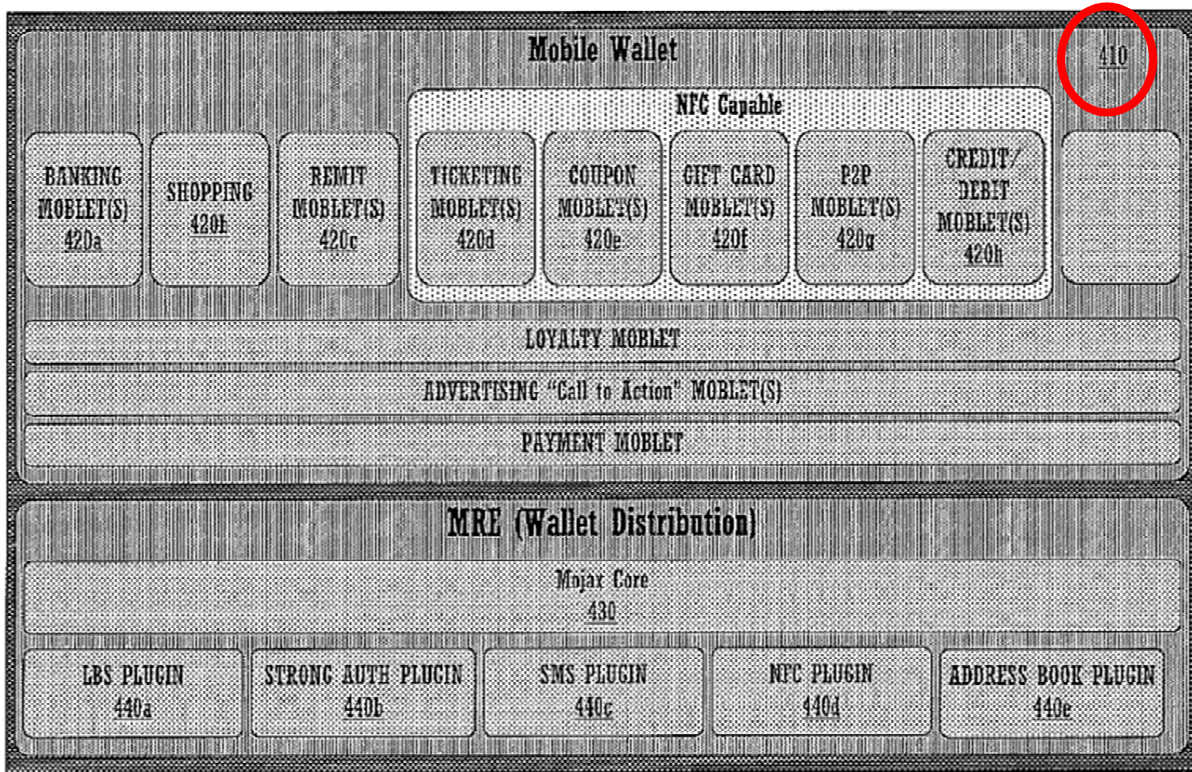 Mobile Wallet
410
NFC Capable
BANKING
MOBLET(S)
420a
SHOPPING
420b
REMIT
MOBLET(S)
420c
TICKETING
MOBLET(S)
420d
COUPON
MOBLET(S)
420e
GIFT CARD
MOBLET(S)
420f
P2P
MOBLET(S)
420g
CREDIT/
DEBIT
MOBLET(S)
420h
LOYALTY MOBLET
ADVERTISING “Call to Action” MOBLET(S)
PAYMENT MOBLET
MRE (Wallet Distribution)
Mojax Core
430
LBS PLUGIN
440a
STRONG AUTH PLUGIN
440b
SMS PLUGIN
440c
NFC PLUGIN
440d
ADDRESS BOOK PLUGIN
440e